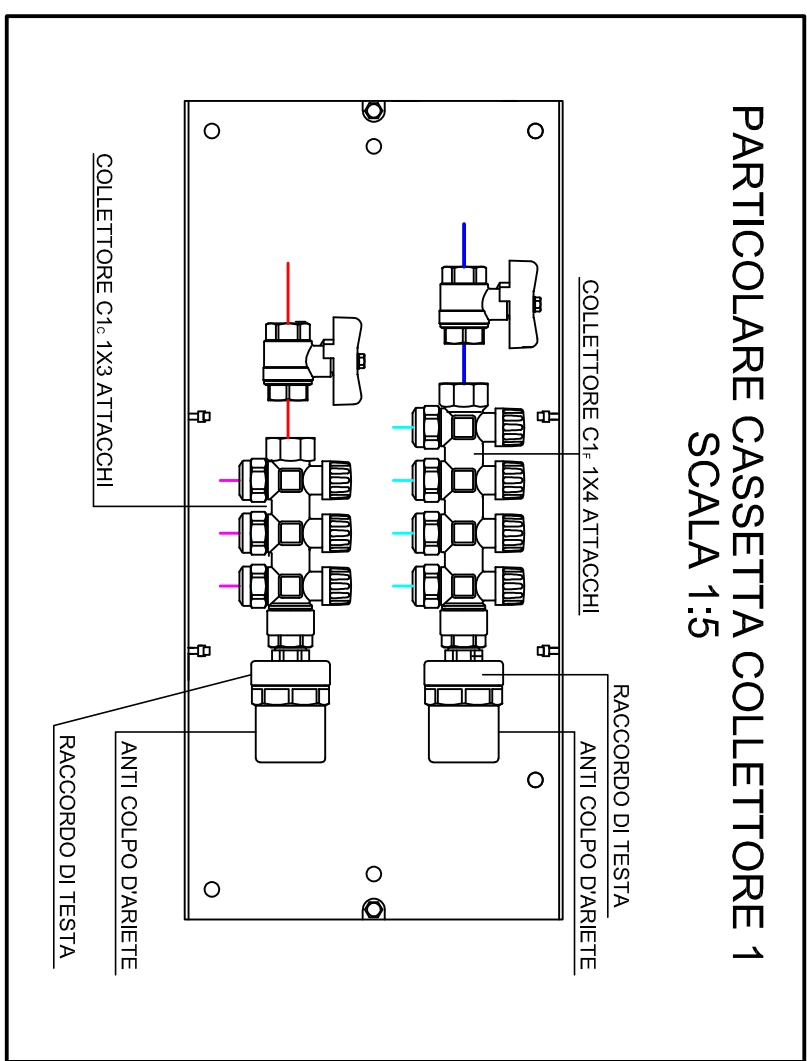 PARTICOLARE CASSETTA COLLETTORE 1
SCALA 1:5
COLLETTORE C1F 1X4 ATTACCHI
RACCORDO DI TESTA
ANTI COLPO D'ARIETE
COLLETTORE C1C 1X3 ATTACCHI
ANTI COLPO D'ARIETE
RACCORDO DI TESTA